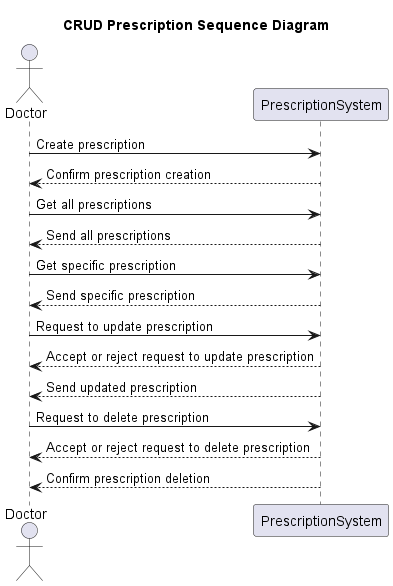 CRUD Prescription Sequence Diagram
Doctor
PrescriptionSystem
Create prescription
Confirm prescription creation
Get all prescriptions
Send all prescriptions
Get specific prescription
Send specific prescription
Request to update prescription
Accept or reject request to update prescription
Send updated prescription
Request to delete prescription
Accept or reject request to delete prescription
Confirm prescription deletion
Doctor
PrescriptionSystem